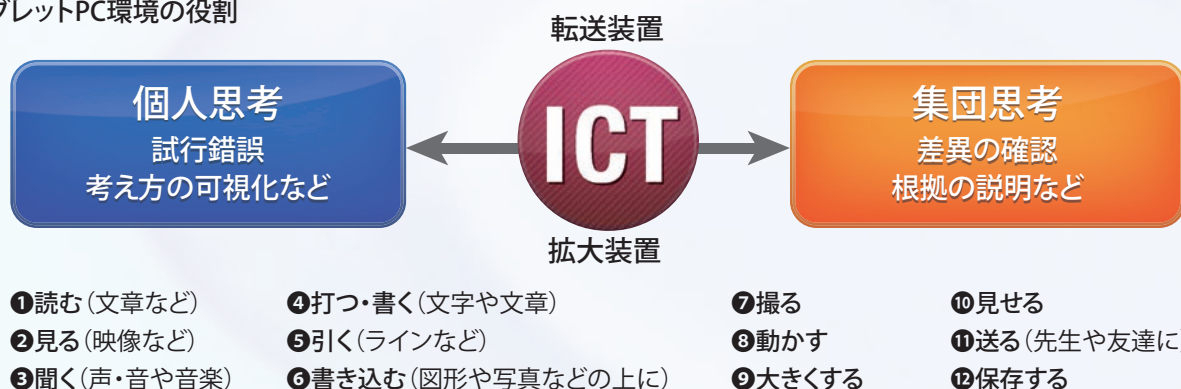 ブレットPC環境の役割
転送装置
個人思考
試行錯誤
考え方の可視化など
ICT
集団思考
差異の確認
根拠の説明など
拡大装置
❶読む(文章など)
❷見る(映像など)
❸聞く(声・音や音楽)
❹打つ・書く(文字や文章)
❺引く(ラインなど)
❻書き込む(図形や写真などの上に)
❼撮る
❽動かす
❾大きくする
❿見せる
⓫送る(先生や友達に)
⓬保存する